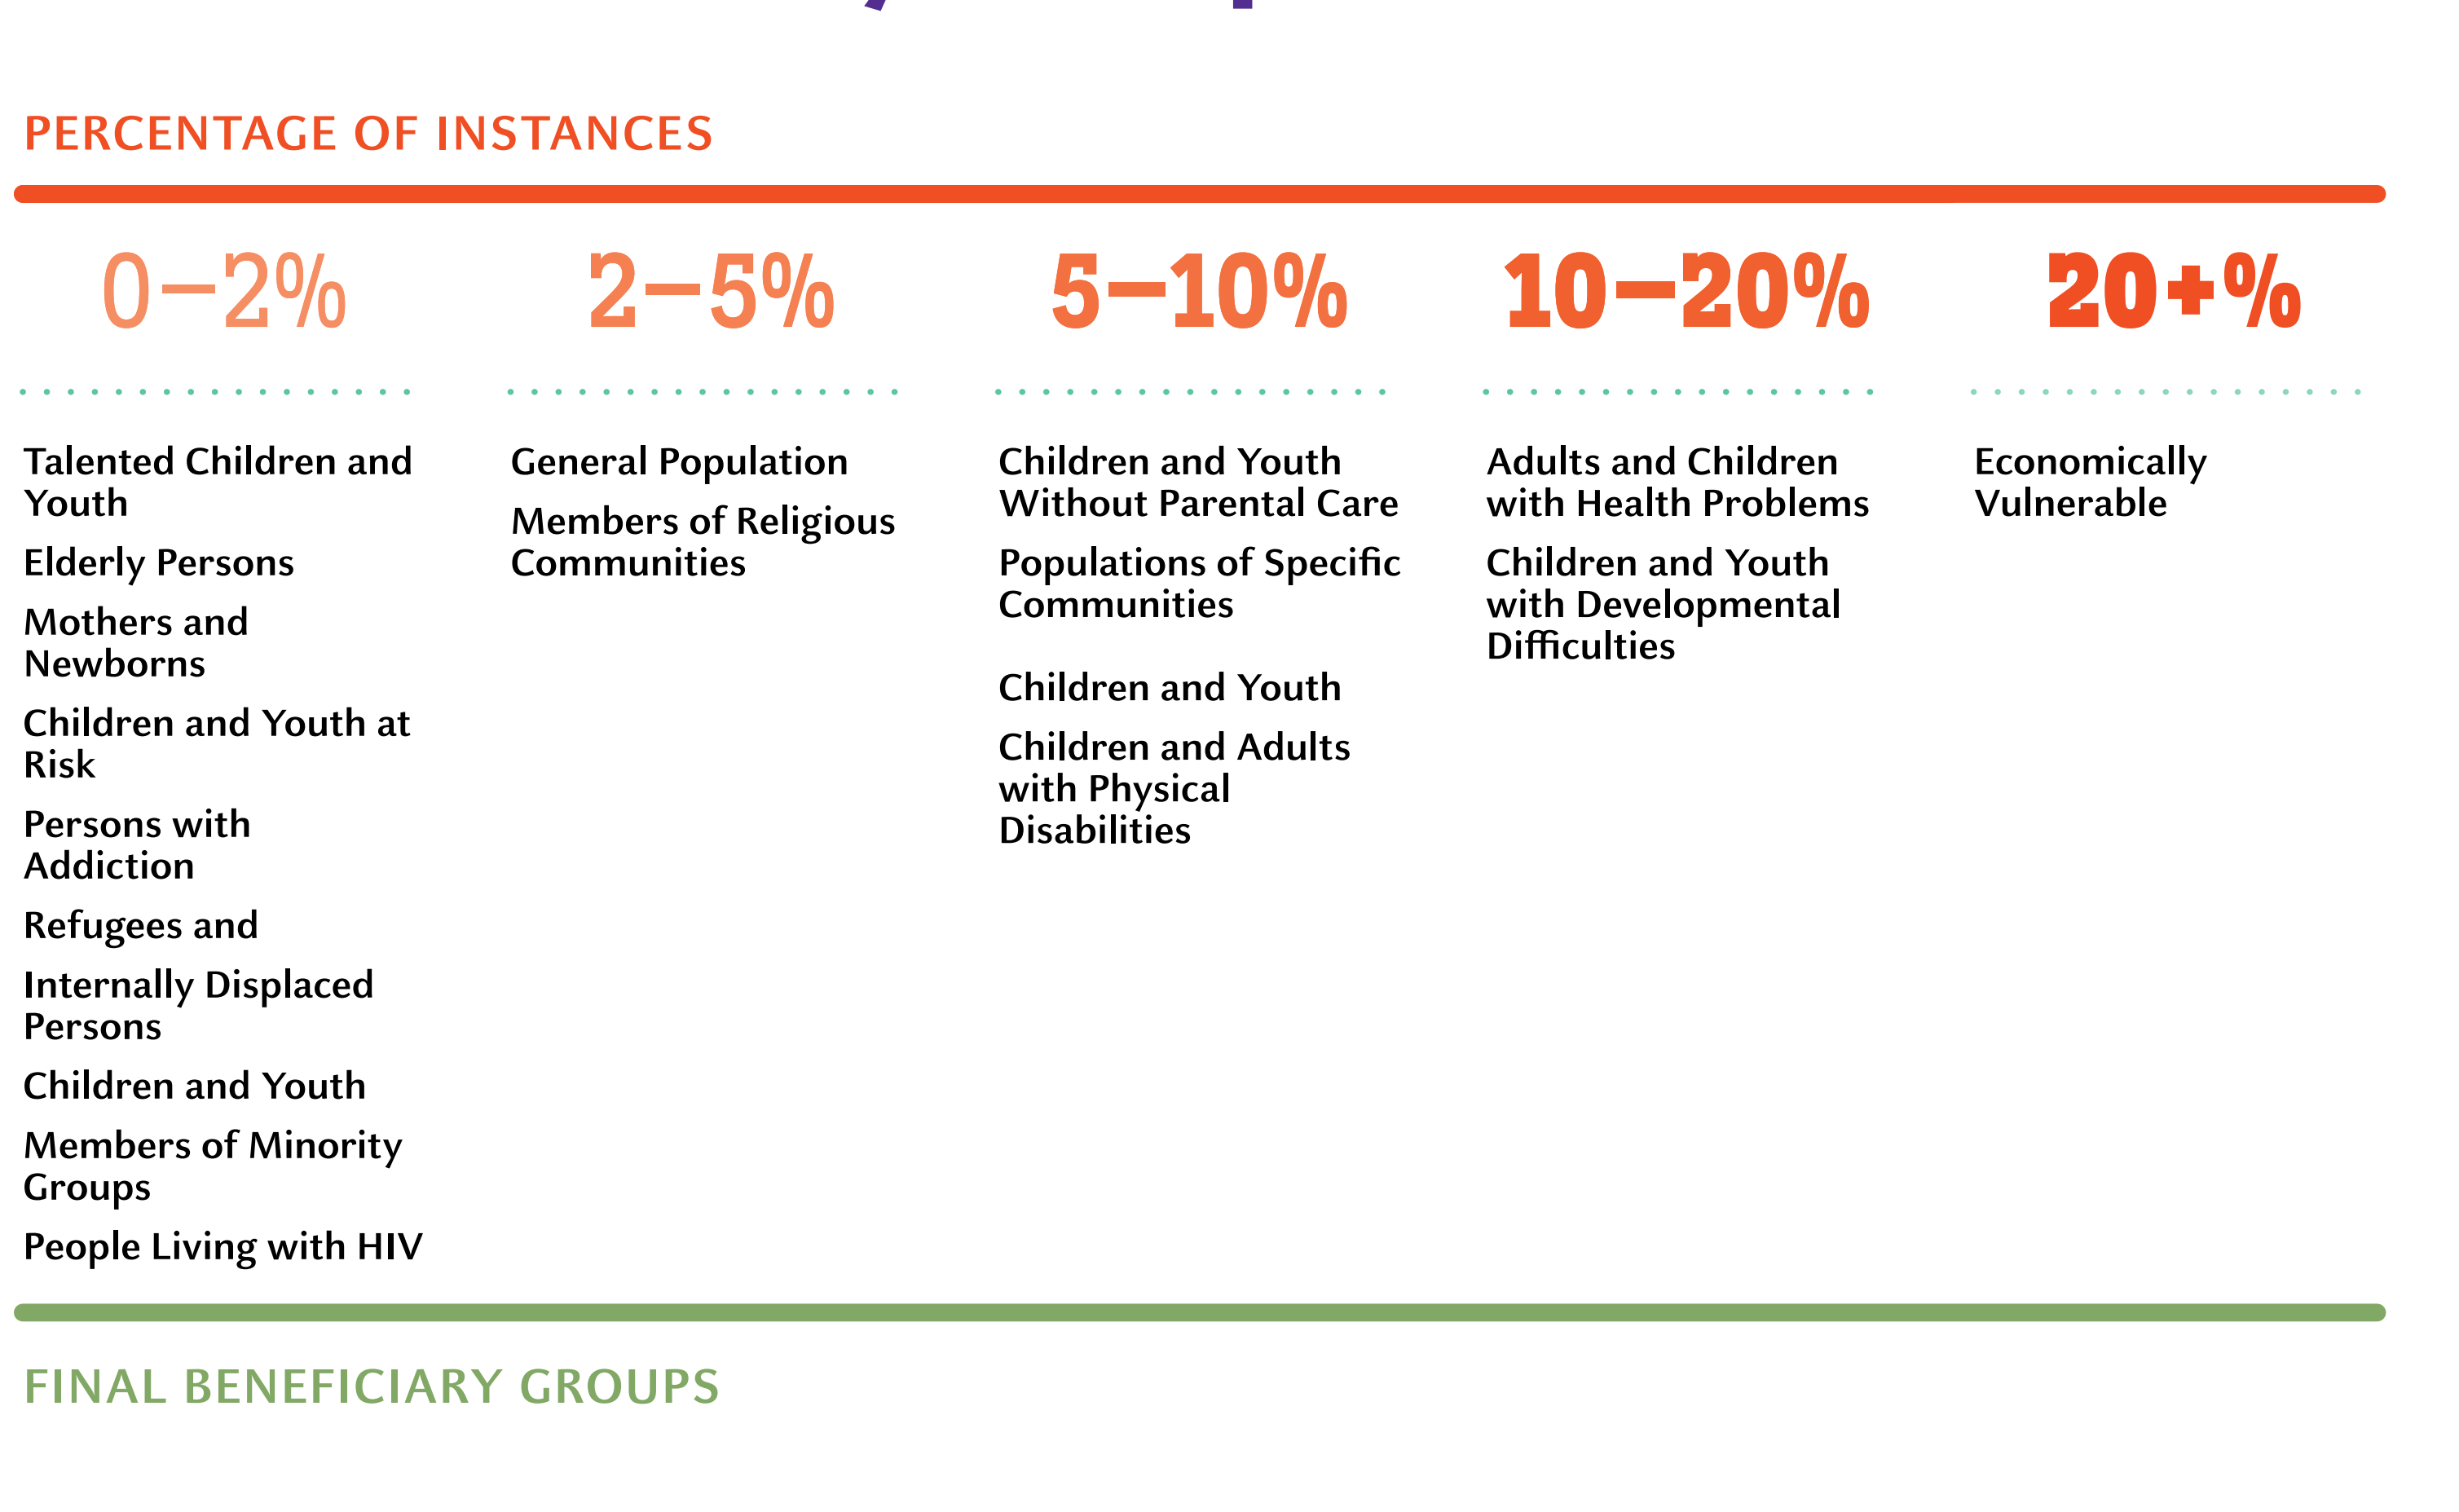 PERCENTAGE OF INSTANCES
0—2%
2—5%
5—10%
10—20%
20+%
Talented Children and
Youth
Elderly Persons
Mothers and
Newborns
Children and Youth at
Risk
Persons with
Addiction
Refugees and
Internally Displaced
Persons
Children and Youth
Members of Minority
Groups
People Living with HIV
General Population
Members of Religious
Communities
Children and Youth
Without Parental Care
Populations of Specific
Communities
Children and Youth
Children and Adults
with Physical
Disabilities
Adults and Children
with Health Problems
Children and Youth
with Developmental
Difficulties
Economically
Vulnerable
FINAL BENEFICIARY GROUPS